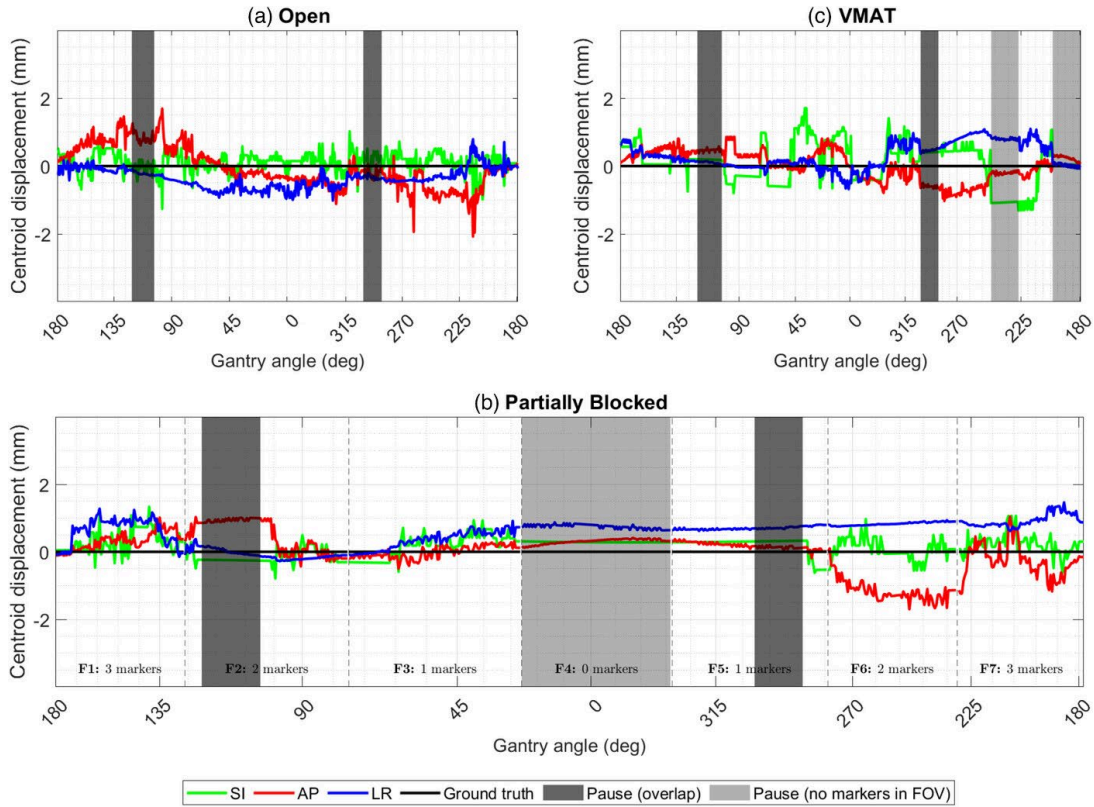 (a) Open
Centroid displacement (mm)
2
0
-2
180 135 90 45 0 315 270 225 180
Gantry angle (deg)
(c) VMAT
Centroid displacement (mm)
2
0
-2
180 135 90 45 0 315 270 225 180
Gantry angle (deg)
(b) Partially Blocked
Centroid displacement (mm)
2
0
-2
F1: 3 markers F2: 2 markers F3: 1 markers F4: 0 markers F5: 1 markers F6: 2 markers F7: 3 markers
180 135 90 45 0 315 270 225 180
Gantry angle (deg)
SI AP LR Ground truth Pause (overlap) Pause (no markers in FOV)